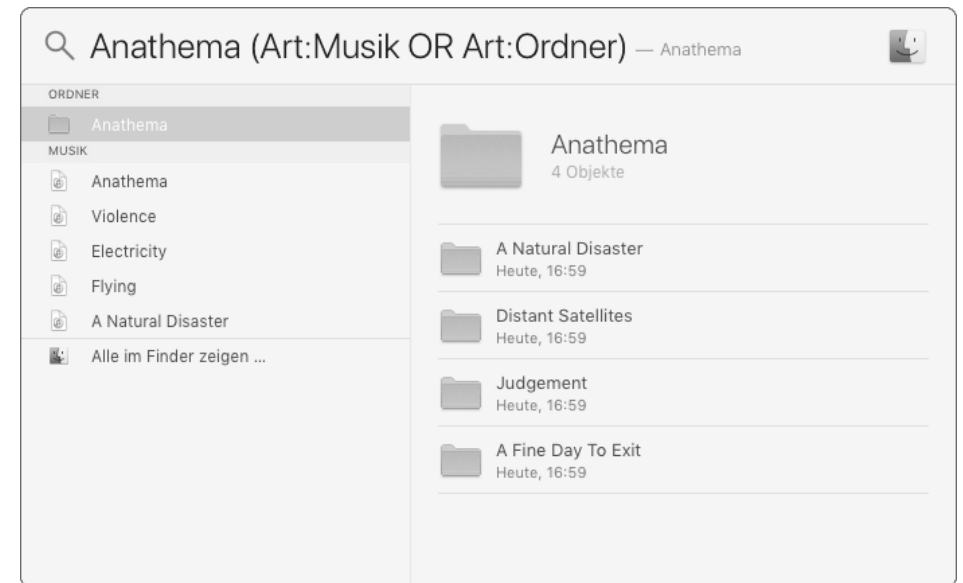 Anathema (Art:Musik OR Art:Ordner) — Anathema
ORDNER
Anathema
MUSIK
Anathema
Violence
Electricity
Flying
A Natural Disaster
Alle im Finder zeigen ...
Anathema
4 Objekte
A Natural Disaster
Heute, 16:59
Distant Satellites
Heute, 16:59
Judgement
Heute, 16:59
A Fine Day To Exit
Heute, 16:59